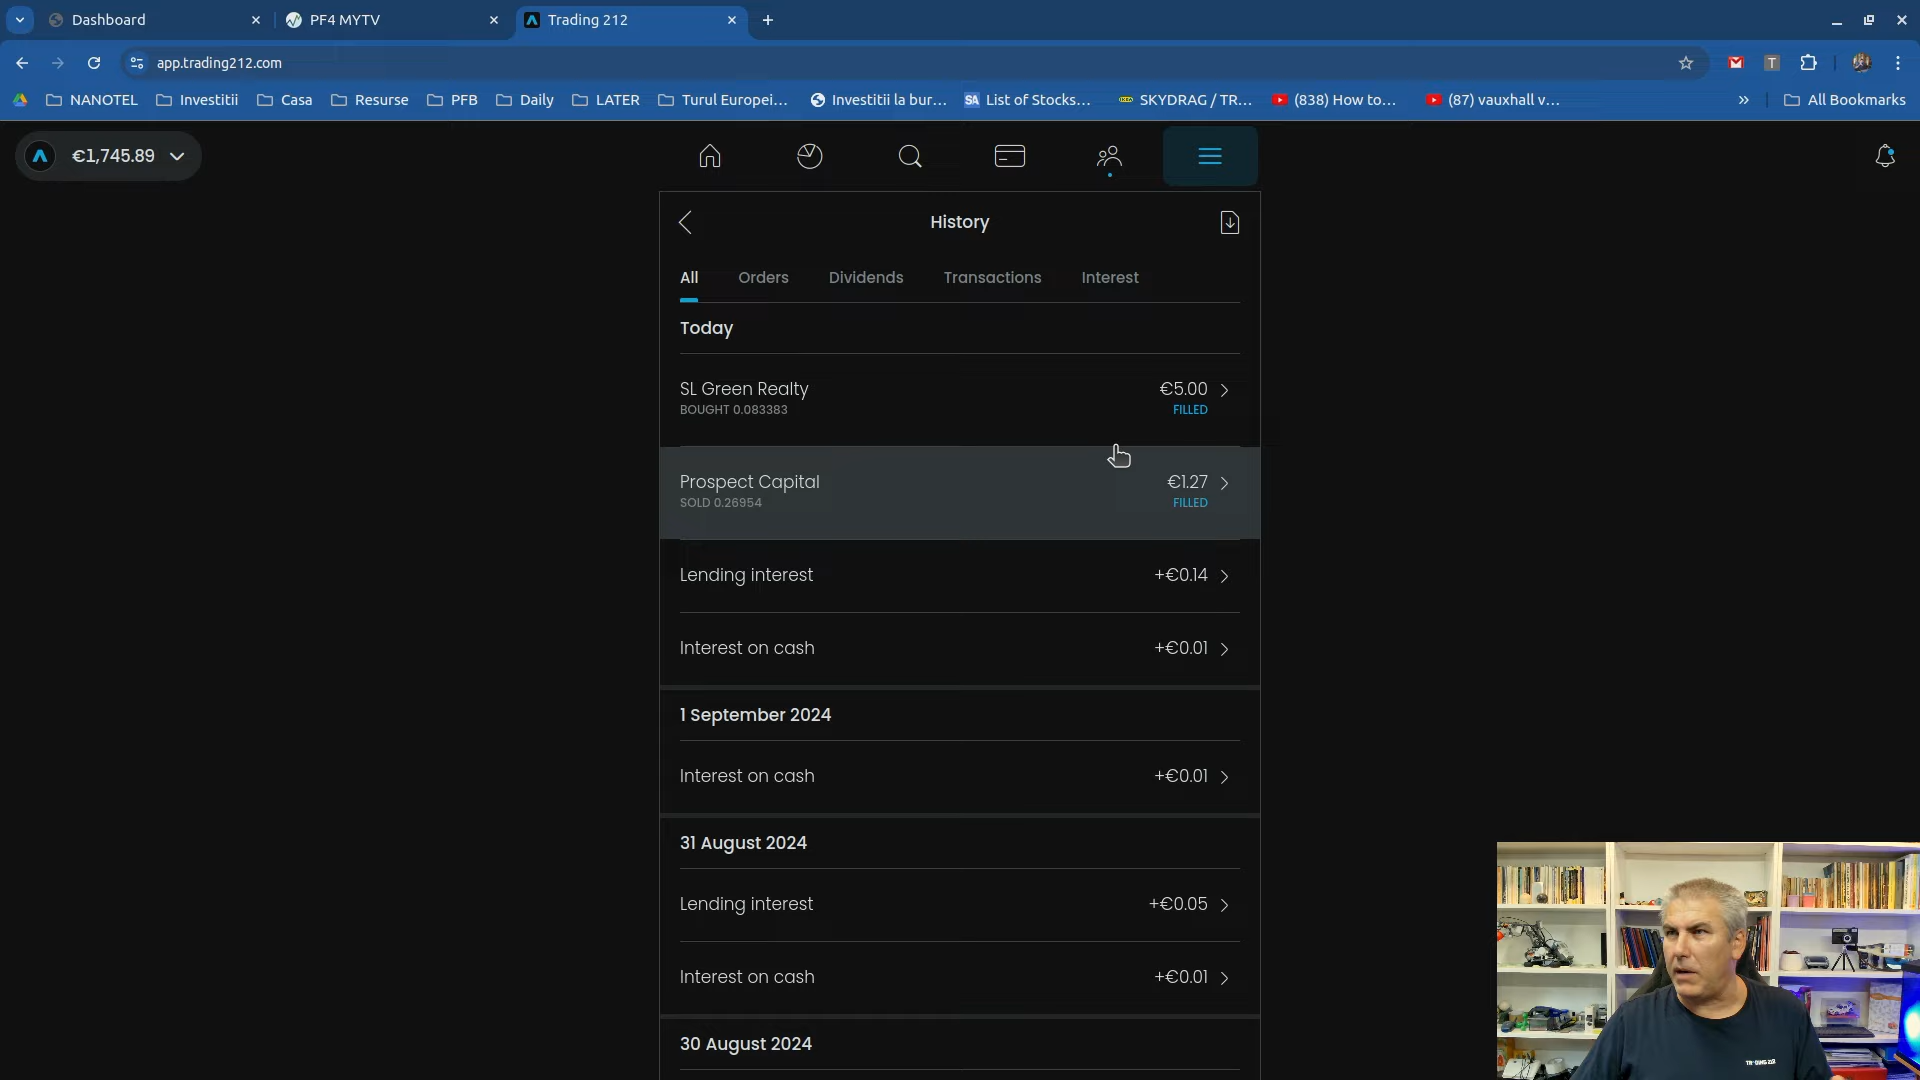 Dashboard
PF4 MYTV
Trading 212
app.trading212.com
T
NANOTEL
Investitii
Casa
Resurse
PFB
Daily
LATER
Turul Europei...
Investitii la bur...
SA List of Stocks...
SKYDRAG / TR...
(838) How to...
(87) vauxhall v...
All Bookmarks
€1,745.89
History
All Orders Dividends Transactions Interest
Today
SL Green Realty €5.00
BOUGHT 0.083383 FILLED
Prospect Capital €1.27
SOLD 0.26954 FILLED
Lending interest +€0.14
Interest on cash +€0.01
1 September 2024
Interest on cash +€0.01
31 August 2024
Lending interest +€0.05
Interest on cash +€0.01
30 August 2024
TRADING 212